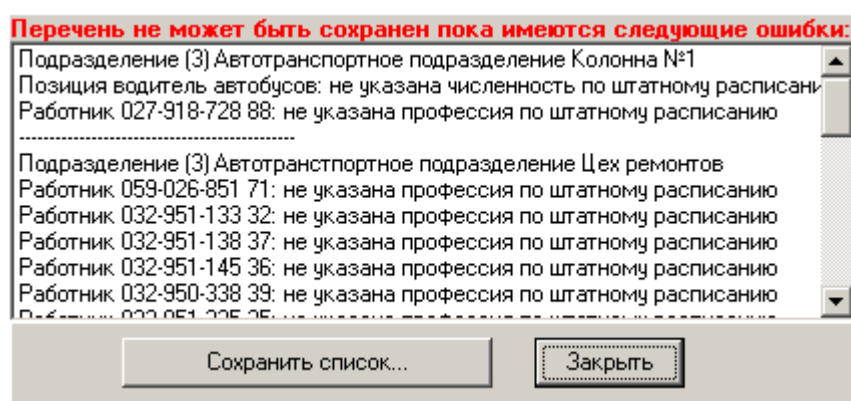 Перечень не может быть сохранен пока имеются следующие ошибки:
Подразделение (3) Автотранспортное подразделение Колонна №1
Позиция водитель автобусов: не указана численность по штатному расписани
Работник 027-918-728 88: не указана профессия по штатному расписанию
----------------------------------------------
Подразделение (3) Автотранстпортное подразделение Цех ремонтов
Работник 059-026-851 71: не указана профессия по штатному расписанию
Работник 032-951-133 32: не указана профессия по штатному расписанию
Работник 032-951-138 37: не указана профессия по штатному расписанию
Работник 032-951-145 36: не указана профессия по штатному расписанию
Работник 032-950-338 39: не указана профессия по штатному расписанию
Сохранить список...
Закрыть